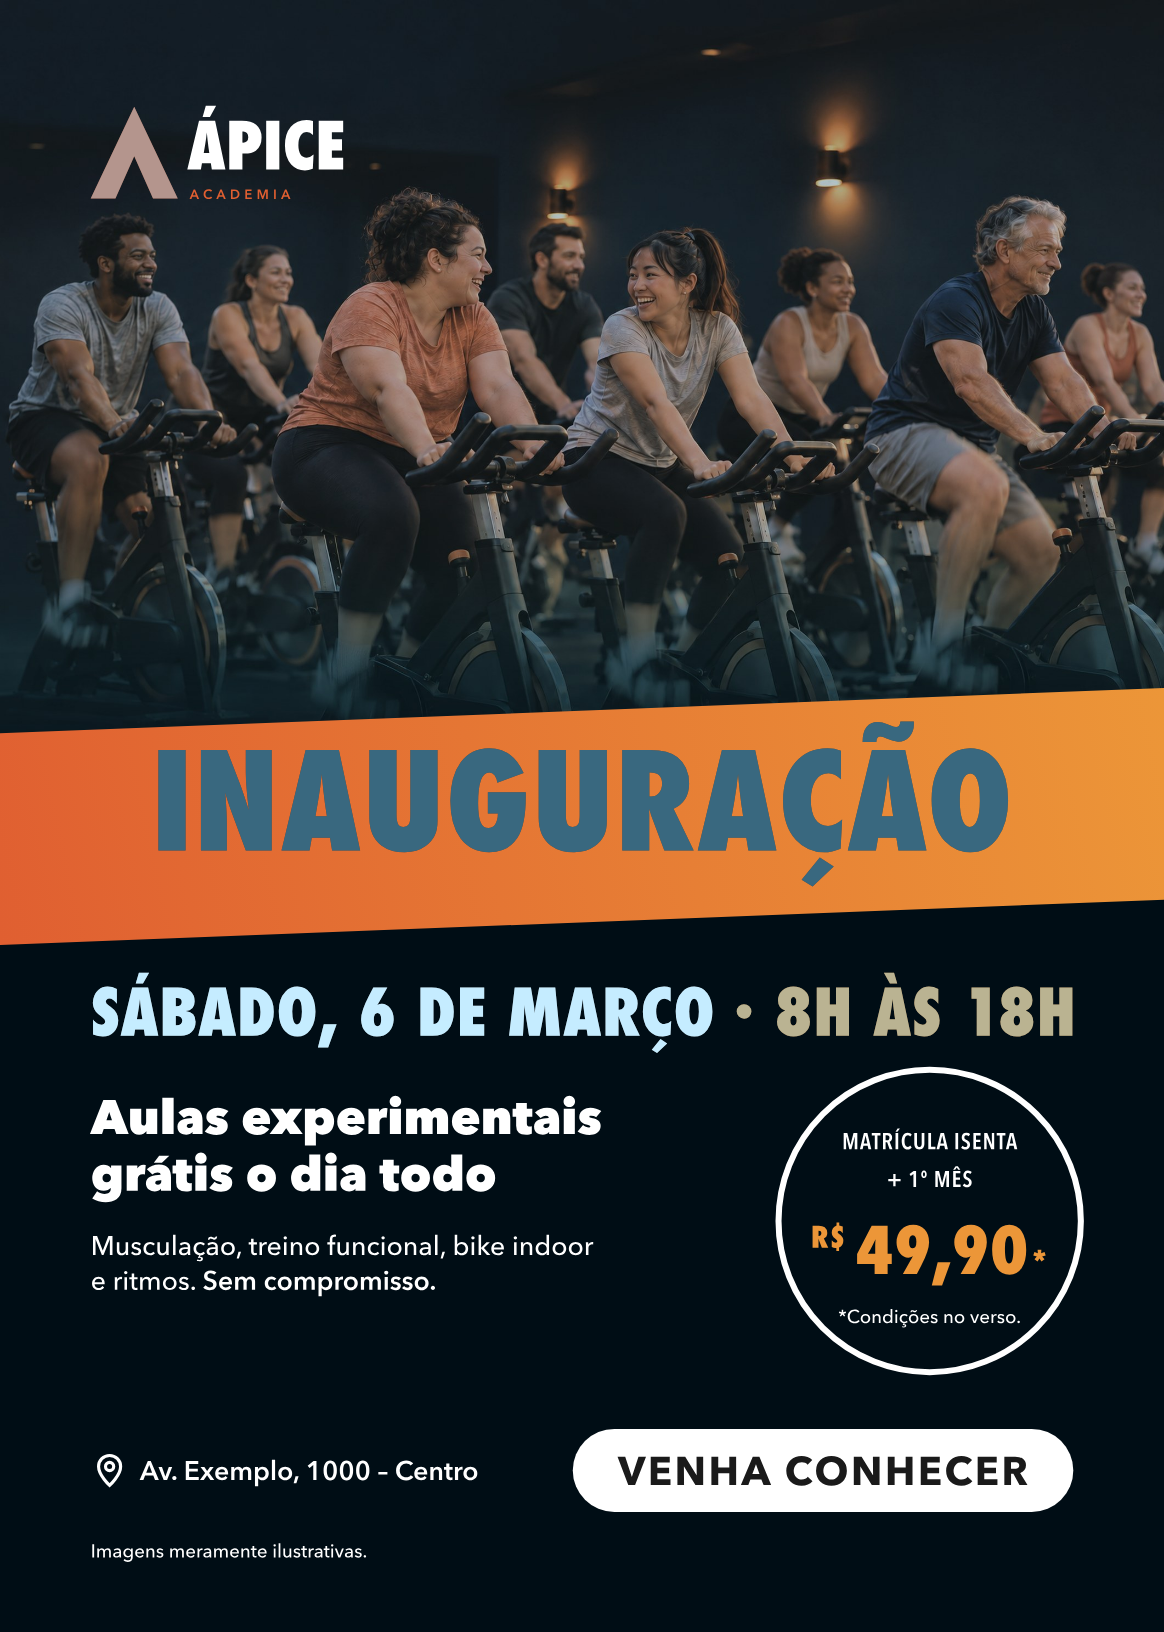 ÁPICE
ACADEMIA
INAUGURAÇÃO
SÁBADO, 6 DE MARÇO • 8H ÀS 18H
Aulas experimentais
grátis o dia todo
Musculação, treino funcional, bike indoor
e ritmos. Sem compromisso.
MATRÍCULA ISENTA
+ 1º MÊS
R$ 49,90*
*Condições no verso.
Av. Exemplo, 1000 – Centro
VENHA CONHECER
Imagens meramente ilustrativas.